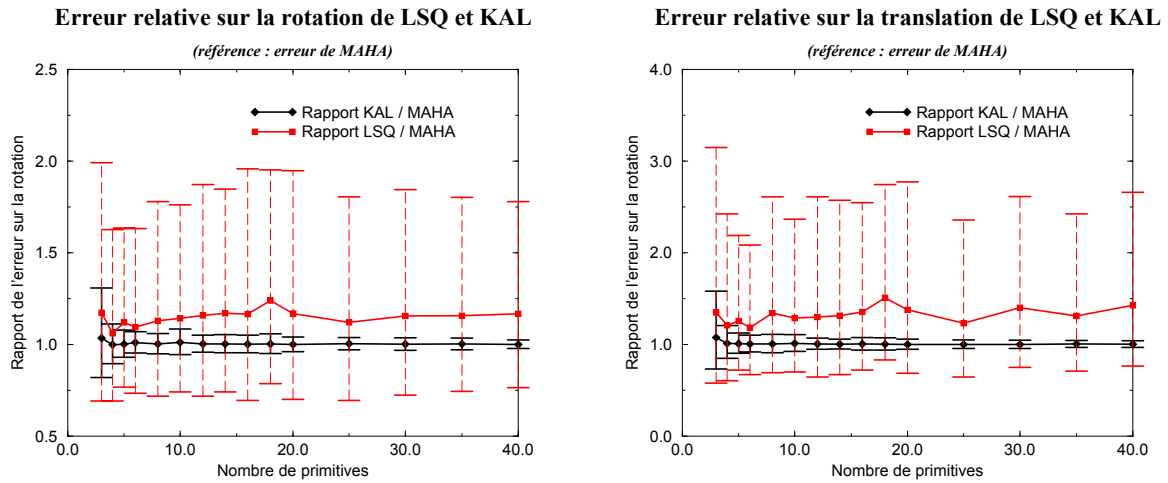 Erreur relative sur la rotation de LSQ et KAL
(référence : erreur de MAHA)
2.5
2.0
1.5
1.0
0.5
Rapport de l'erreur sur la rotation
Rapport KAL / MAHA
Rapport LSQ / MAHA
0.0 10.0 20.0 30.0 40.0
Nombre de primitives
Erreur relative sur la translation de LSQ et KAL
(référence : erreur de MAHA)
4.0
3.0
2.0
1.0
0.0
Rapport de l'erreur sur la rotation
Rapport KAL / MAHA
Rapport LSQ / MAHA
0.0 10.0 20.0 30.0 40.0
Nombre de primitives